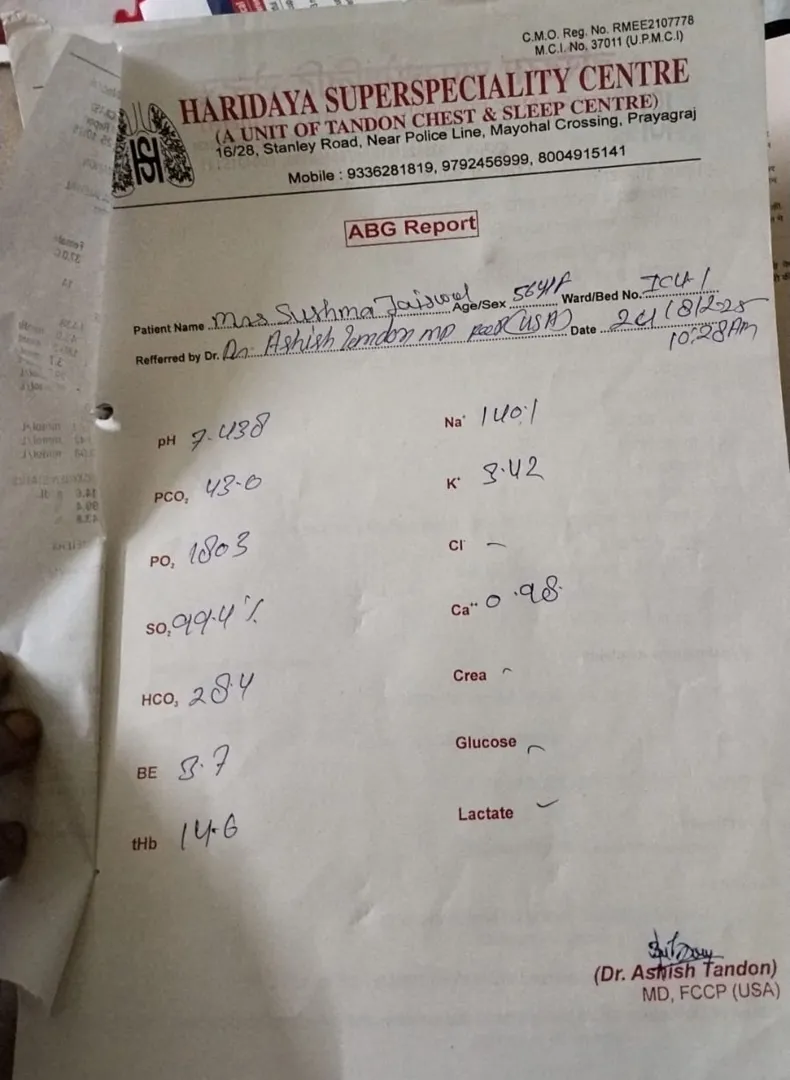 C.M.O. Reg. No. RMEE2107778
M.C.I. No. 37011 (U.P.M.C.I)
HARIDAYA SUPERSPECIALITY CENTRE
(A UNIT OF TANDON CHEST & SLEEP CENTRE)
16/28, Stanley Road, Near Police Line, Mayohal Crossing, Prayagraj
Mobile : 9336281819, 9792456999, 8004915141
HSI
ABG Report
Patient Name Mrs Sushma Jaiswal Age/Sex 56y/F Ward/Bed No. ICU-1
Refferred by Dr. Dr. Ashish Tandon MD (USA) Date 24/8/2025
10:28Am
pH 7.438 Na⁺ 140.1
PCO₂ 43.0 K⁺ 3.42
PO₂ Cl⁻ -
SO₂ 99.4% Ca⁺⁺ 0.98
HCO₃ 28.4 Crea -
BE 3.7 Glucose -
tHb 14.6 Lactate -
(Dr. Ashish Tandon)
MD, FCCP (USA)